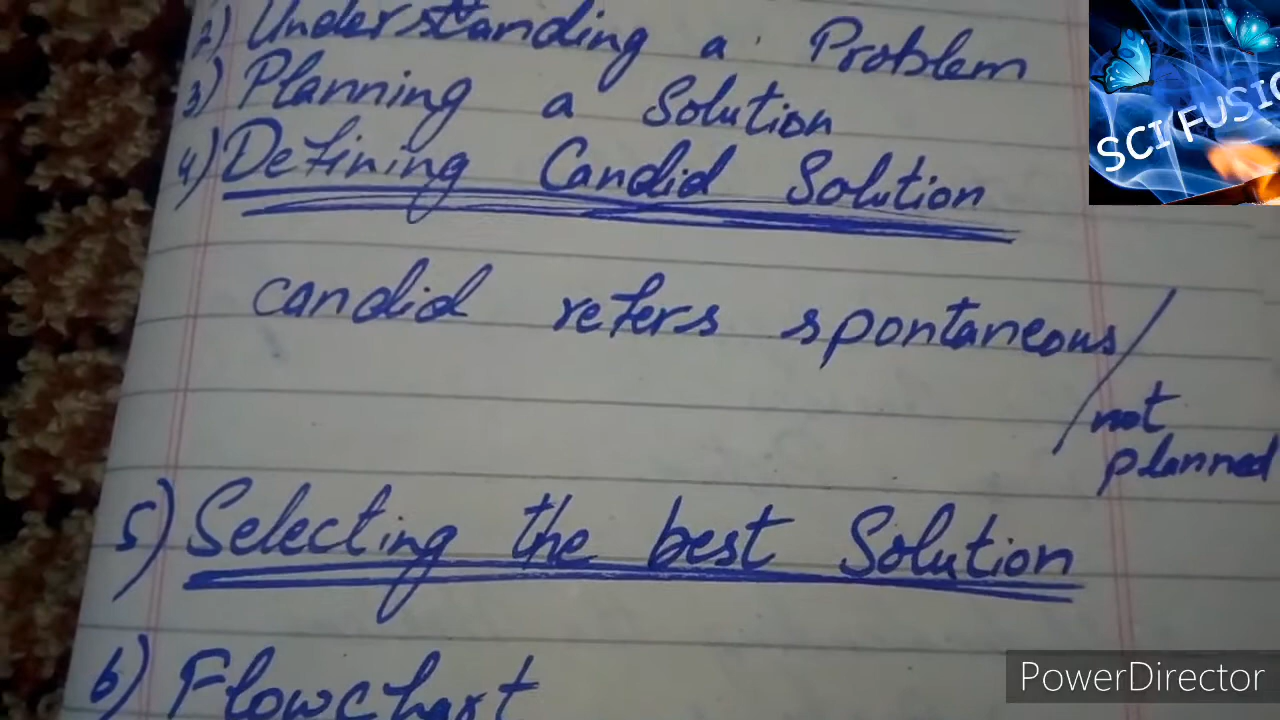 2) Understanding a Problem
3) Planning a Solution
4) Defining Candid Solution
candid refers spontaneous/
/not
planned
5) Selecting the best Solution
6) Flowchart
SCI FUSIO
PowerDirector